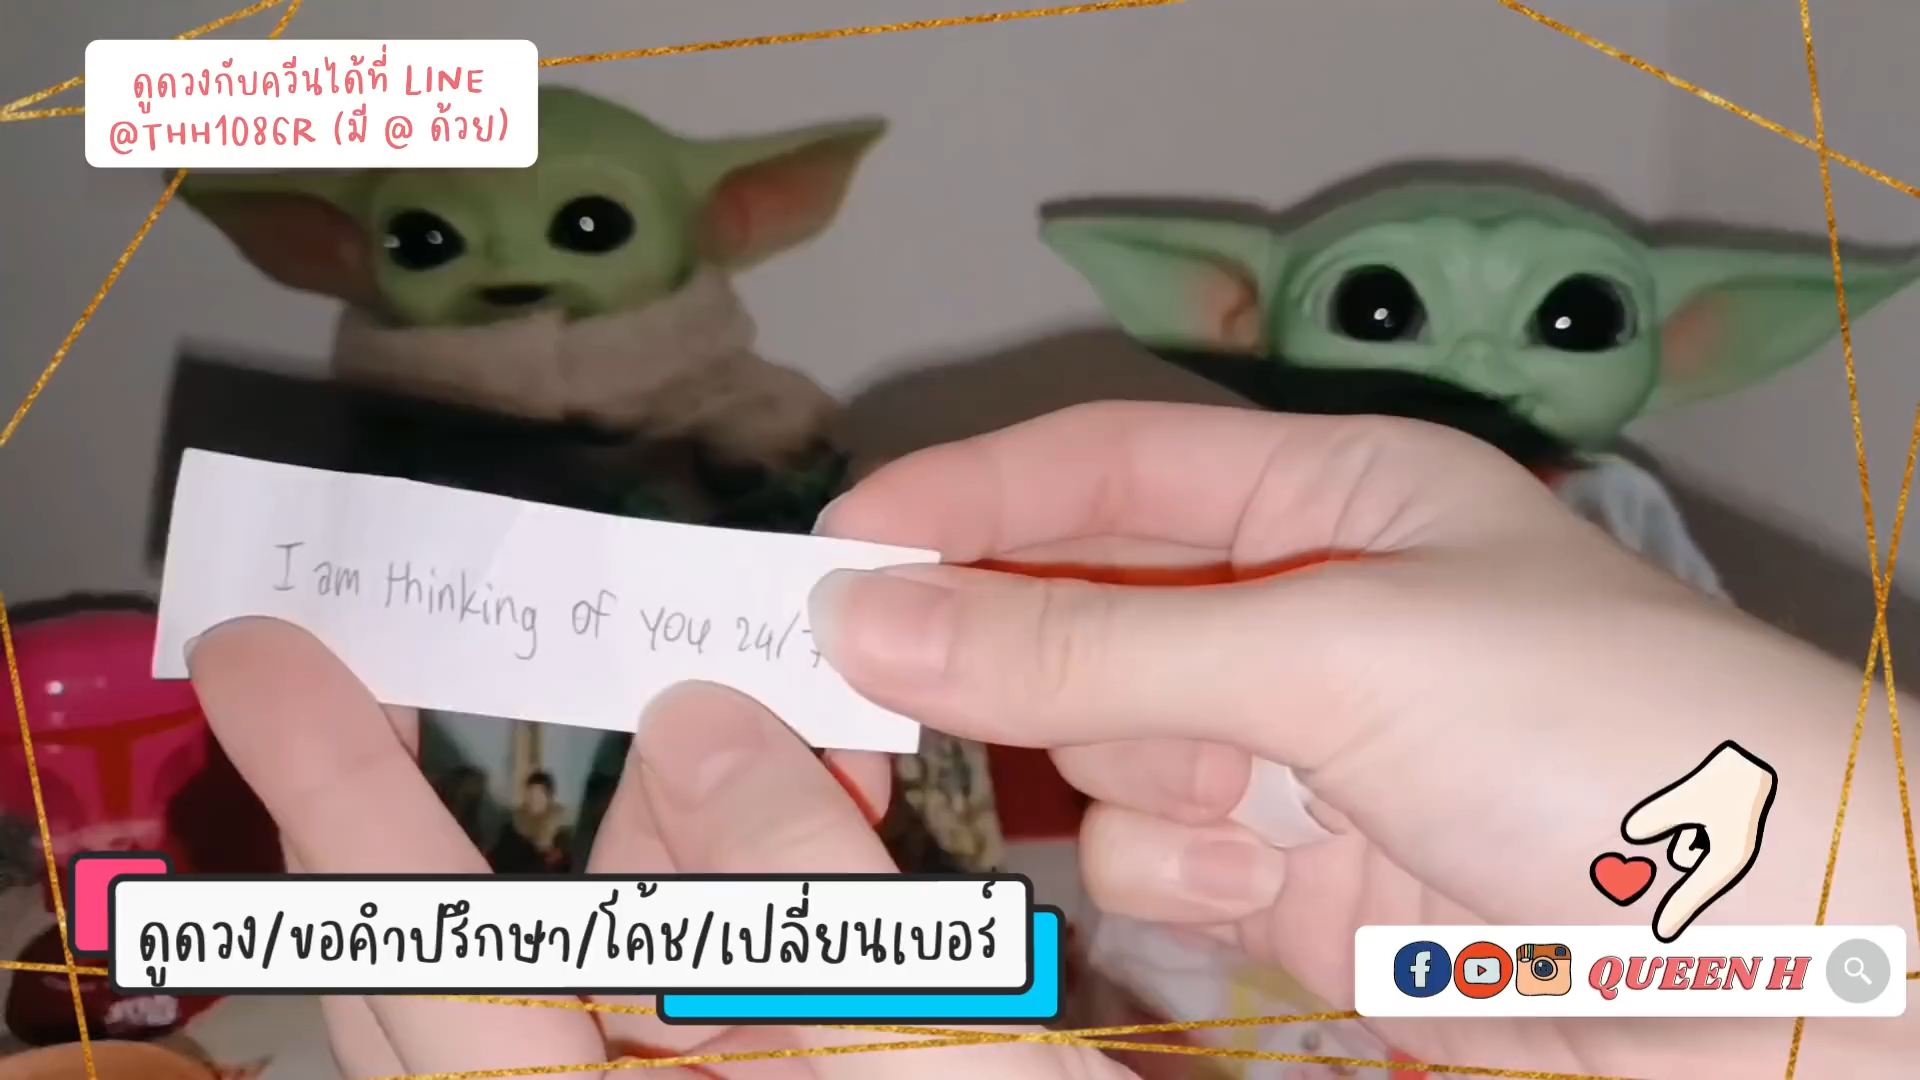 ดูดวงกับควีนได้ที่ LINE
@THH1086R (มี @ ด้วย)
I am thinking of you 24/7
ดูดวง/ขอคำปรึกษา/โค้ช/เปลี่ยนเบอร์
QUEEN H